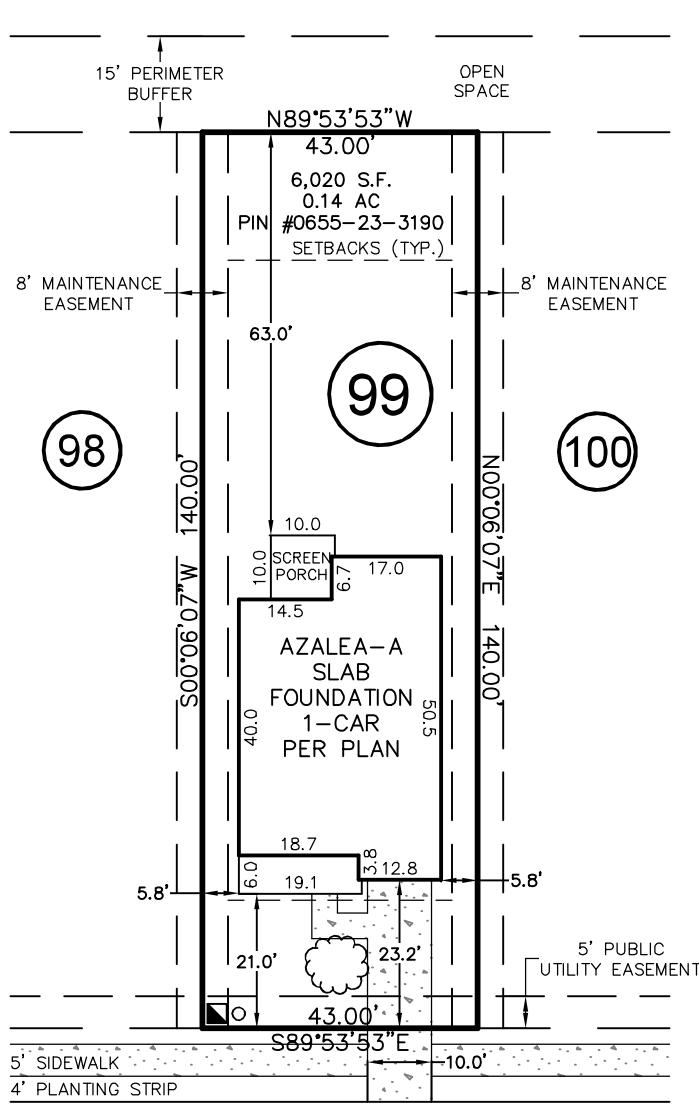 15' PERIMETER
BUFFER
OPEN
SPACE
N89°53'53"W
43.00'
6,020 S.F.
0.14 AC
PIN #0655-23-3190
SETBACKS (TYP.)
8' MAINTENANCE
EASEMENT
8' MAINTENANCE
EASEMENT
63.0'
99
98
100
S00°06'07"W 140.00'
N00°06'07"E 140.00'
10.0
10.0
SCREEN
PORCH
6.7
17.0
14.5
AZALEA-A
SLAB
FOUNDATION
1-CAR
PER PLAN
40.0
50.5
18.7
3.8
12.8
6.0
19.1
5.8'
5.8'
21.0'
23.2'
5' PUBLIC
UTILITY EASEMENT
43.00'
S89°53'53"E
5' SIDEWALK
10.0'
4' PLANTING STRIP